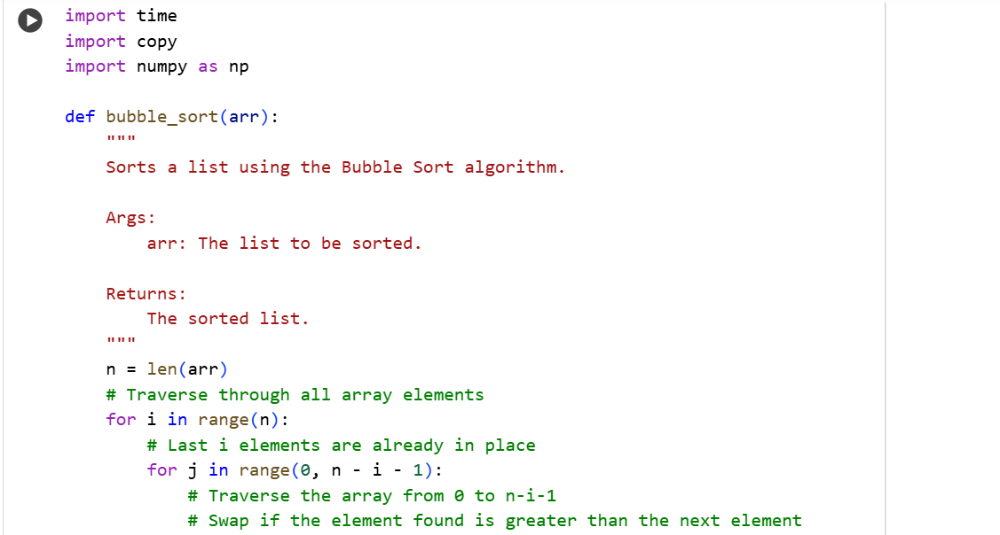 import time
import copy
import numpy as np
def bubble_sort(arr):
    """
    Sorts a list using the Bubble Sort algorithm.
    Args:
        arr: The list to be sorted.
    Returns:
        The sorted list.
    """
    n = len(arr)
    # Traverse through all array elements
    for i in range(n):
        # Last i elements are already in place
        for j in range(0, n - i - 1):
            # Traverse the array from 0 to n-i-1
            # Swap if the element found is greater than the next element